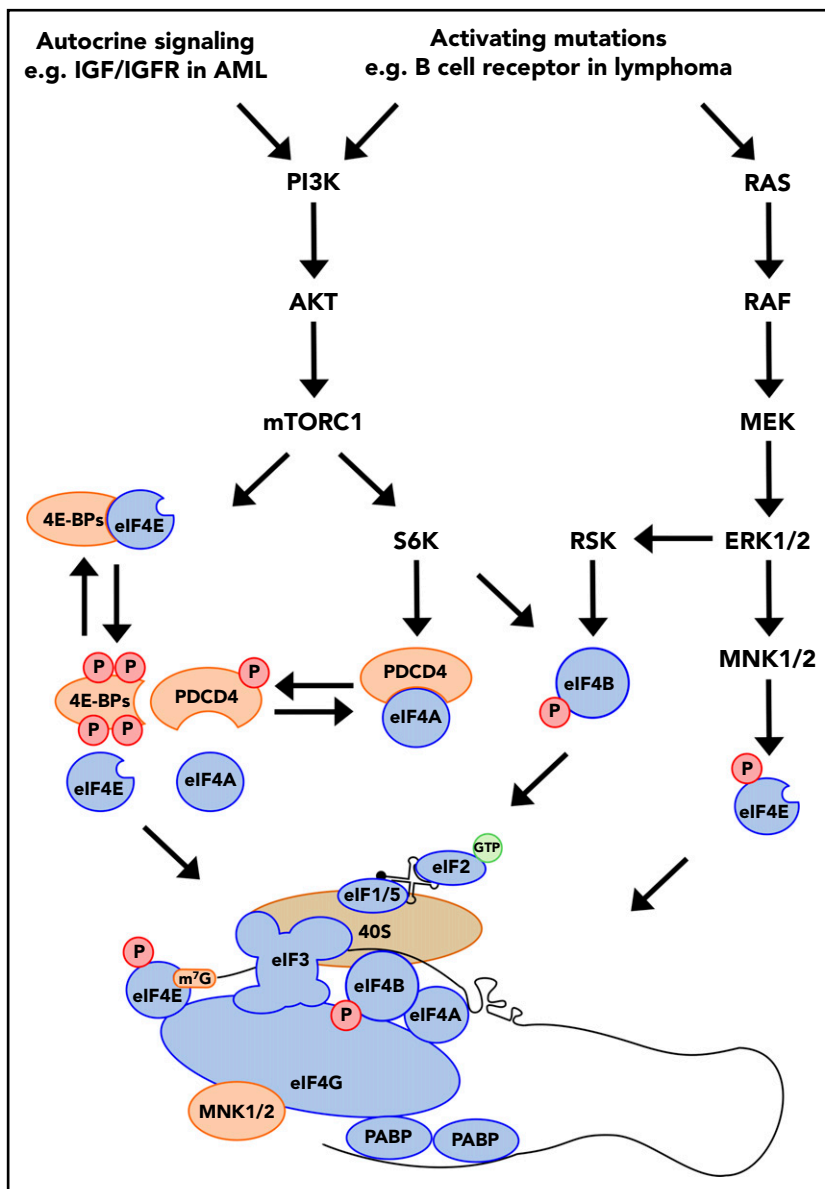 Autocrine signaling
e.g. IGF/IGFR in AML
Activating mutations
e.g. B cell receptor in lymphoma
PI3K
RAS
AKT
RAF
mTORC1
MEK
4E-BPs
eIF4E
S6K
RSK
ERK1/2
P
P
4E-BPs
P
P
PDCD4
P
PDCD4
eIF4A
eIF4B
P
MNK1/2
eIF4E
eIF4A
P
eIF4E
GTP
eIF2
eIF1/5
40S
P
eIF4E
m⁷G
eIF3
eIF4B
P
eIF4A
eIF4G
MNK1/2
PABP
PABP